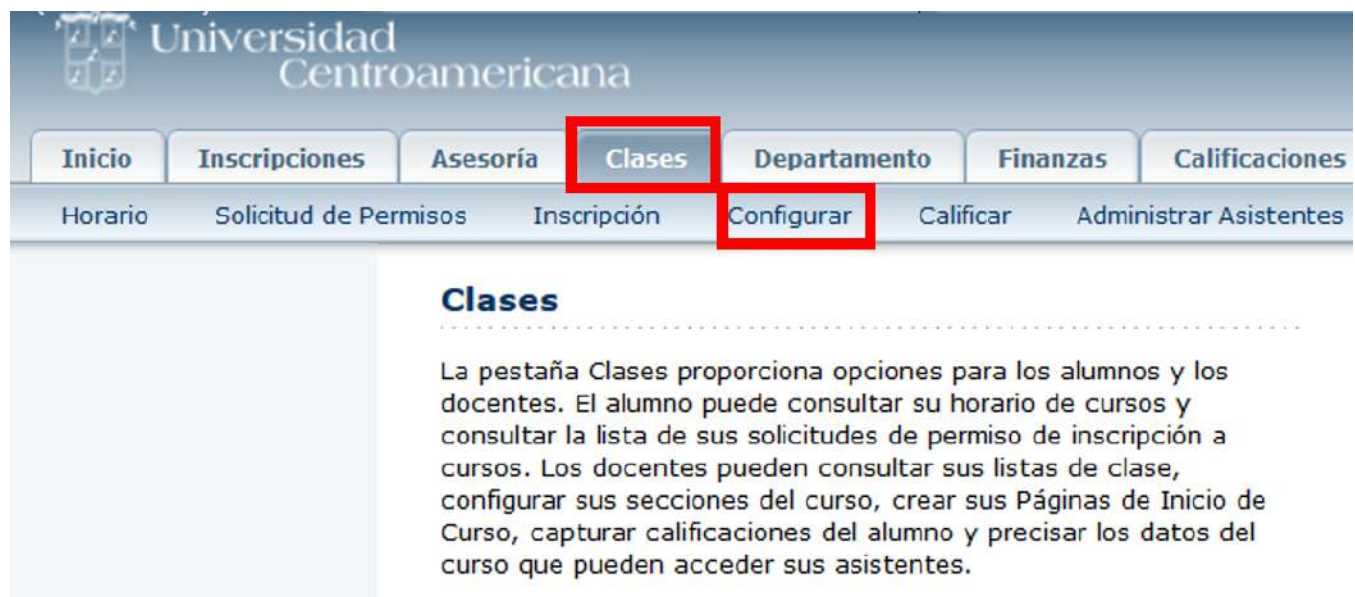 Universidad
Centroamericana
Inicio Inscripciones Asesoría Clases Departamento Finanzas Calificaciones
Horario Solicitud de Permisos Inscripción Configurar Calificar Administrar Asistentes
Clases
La pestaña Clases proporciona opciones para los alumnos y los
docentes. El alumno puede consultar su horario de cursos y
consultar la lista de sus solicitudes de permiso de inscripción a
cursos. Los docentes pueden consultar sus listas de clase,
configurar sus secciones del curso, crear sus Páginas de Inicio de
Curso, capturar calificaciones del alumno y precisar los datos del
curso que pueden acceder sus asistentes.